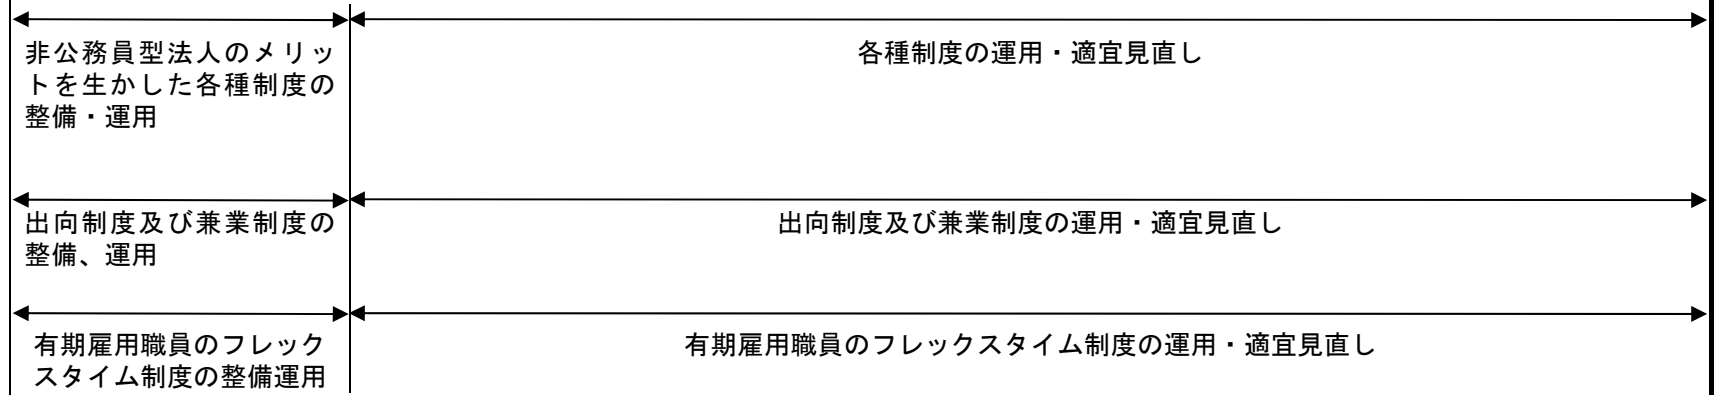 非公務員型法人のメリッ
トを生かした各種制度の
整備・運用
各種制度の運用・適宜見直し
出向制度及び兼業制度の
整備、運用
出向制度及び兼業制度の運用・適宜見直し
有期雇用職員のフレック
スタイム制度の整備運用
有期雇用職員のフレックスタイム制度の運用・適宜見直し